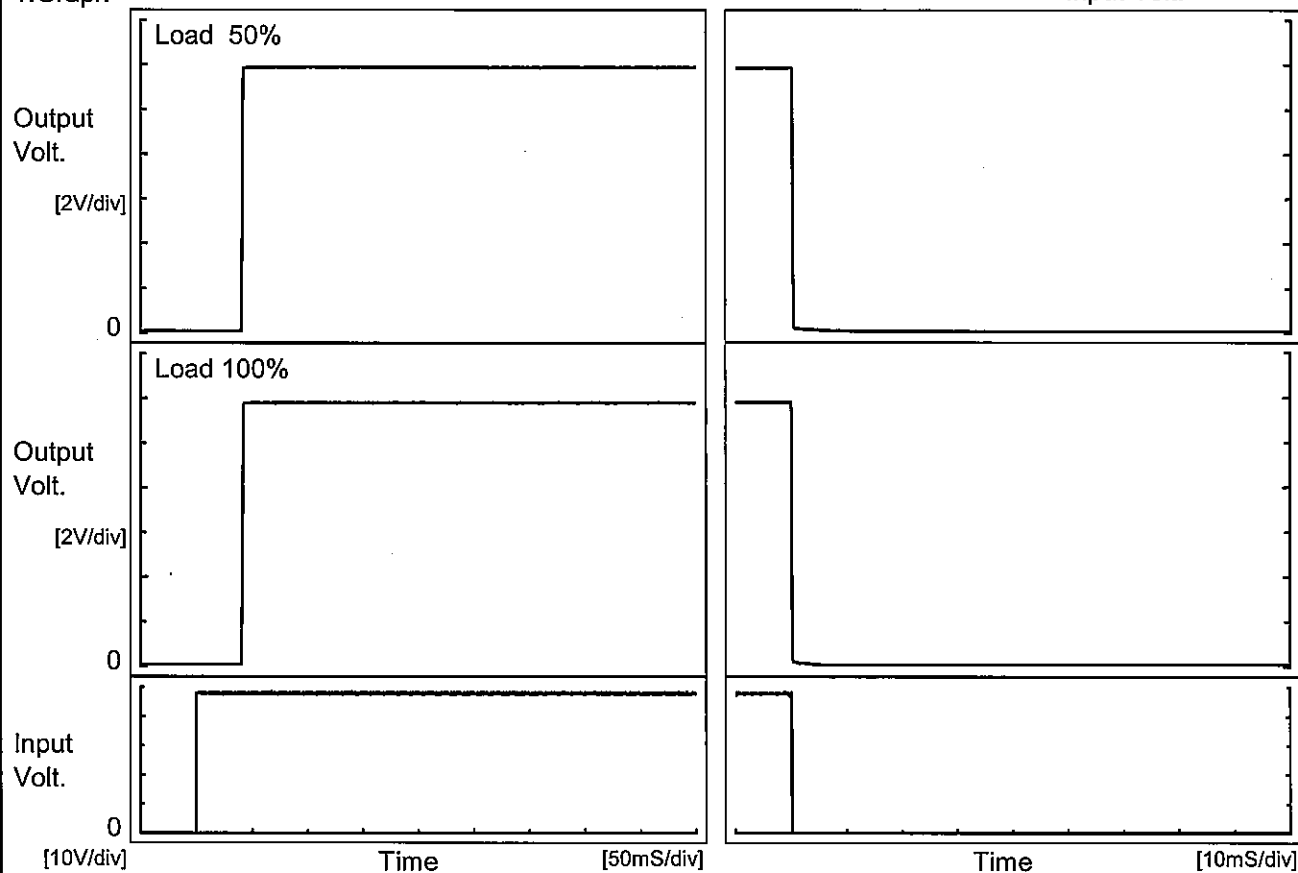 Load 50%
Output
Volt.
[2V/div]
0
Load 100%
Output
Volt.
[2V/div]
0
Input
Volt.
0
[10V/div]
Time
[50mS/div]
Time
[10mS/div]